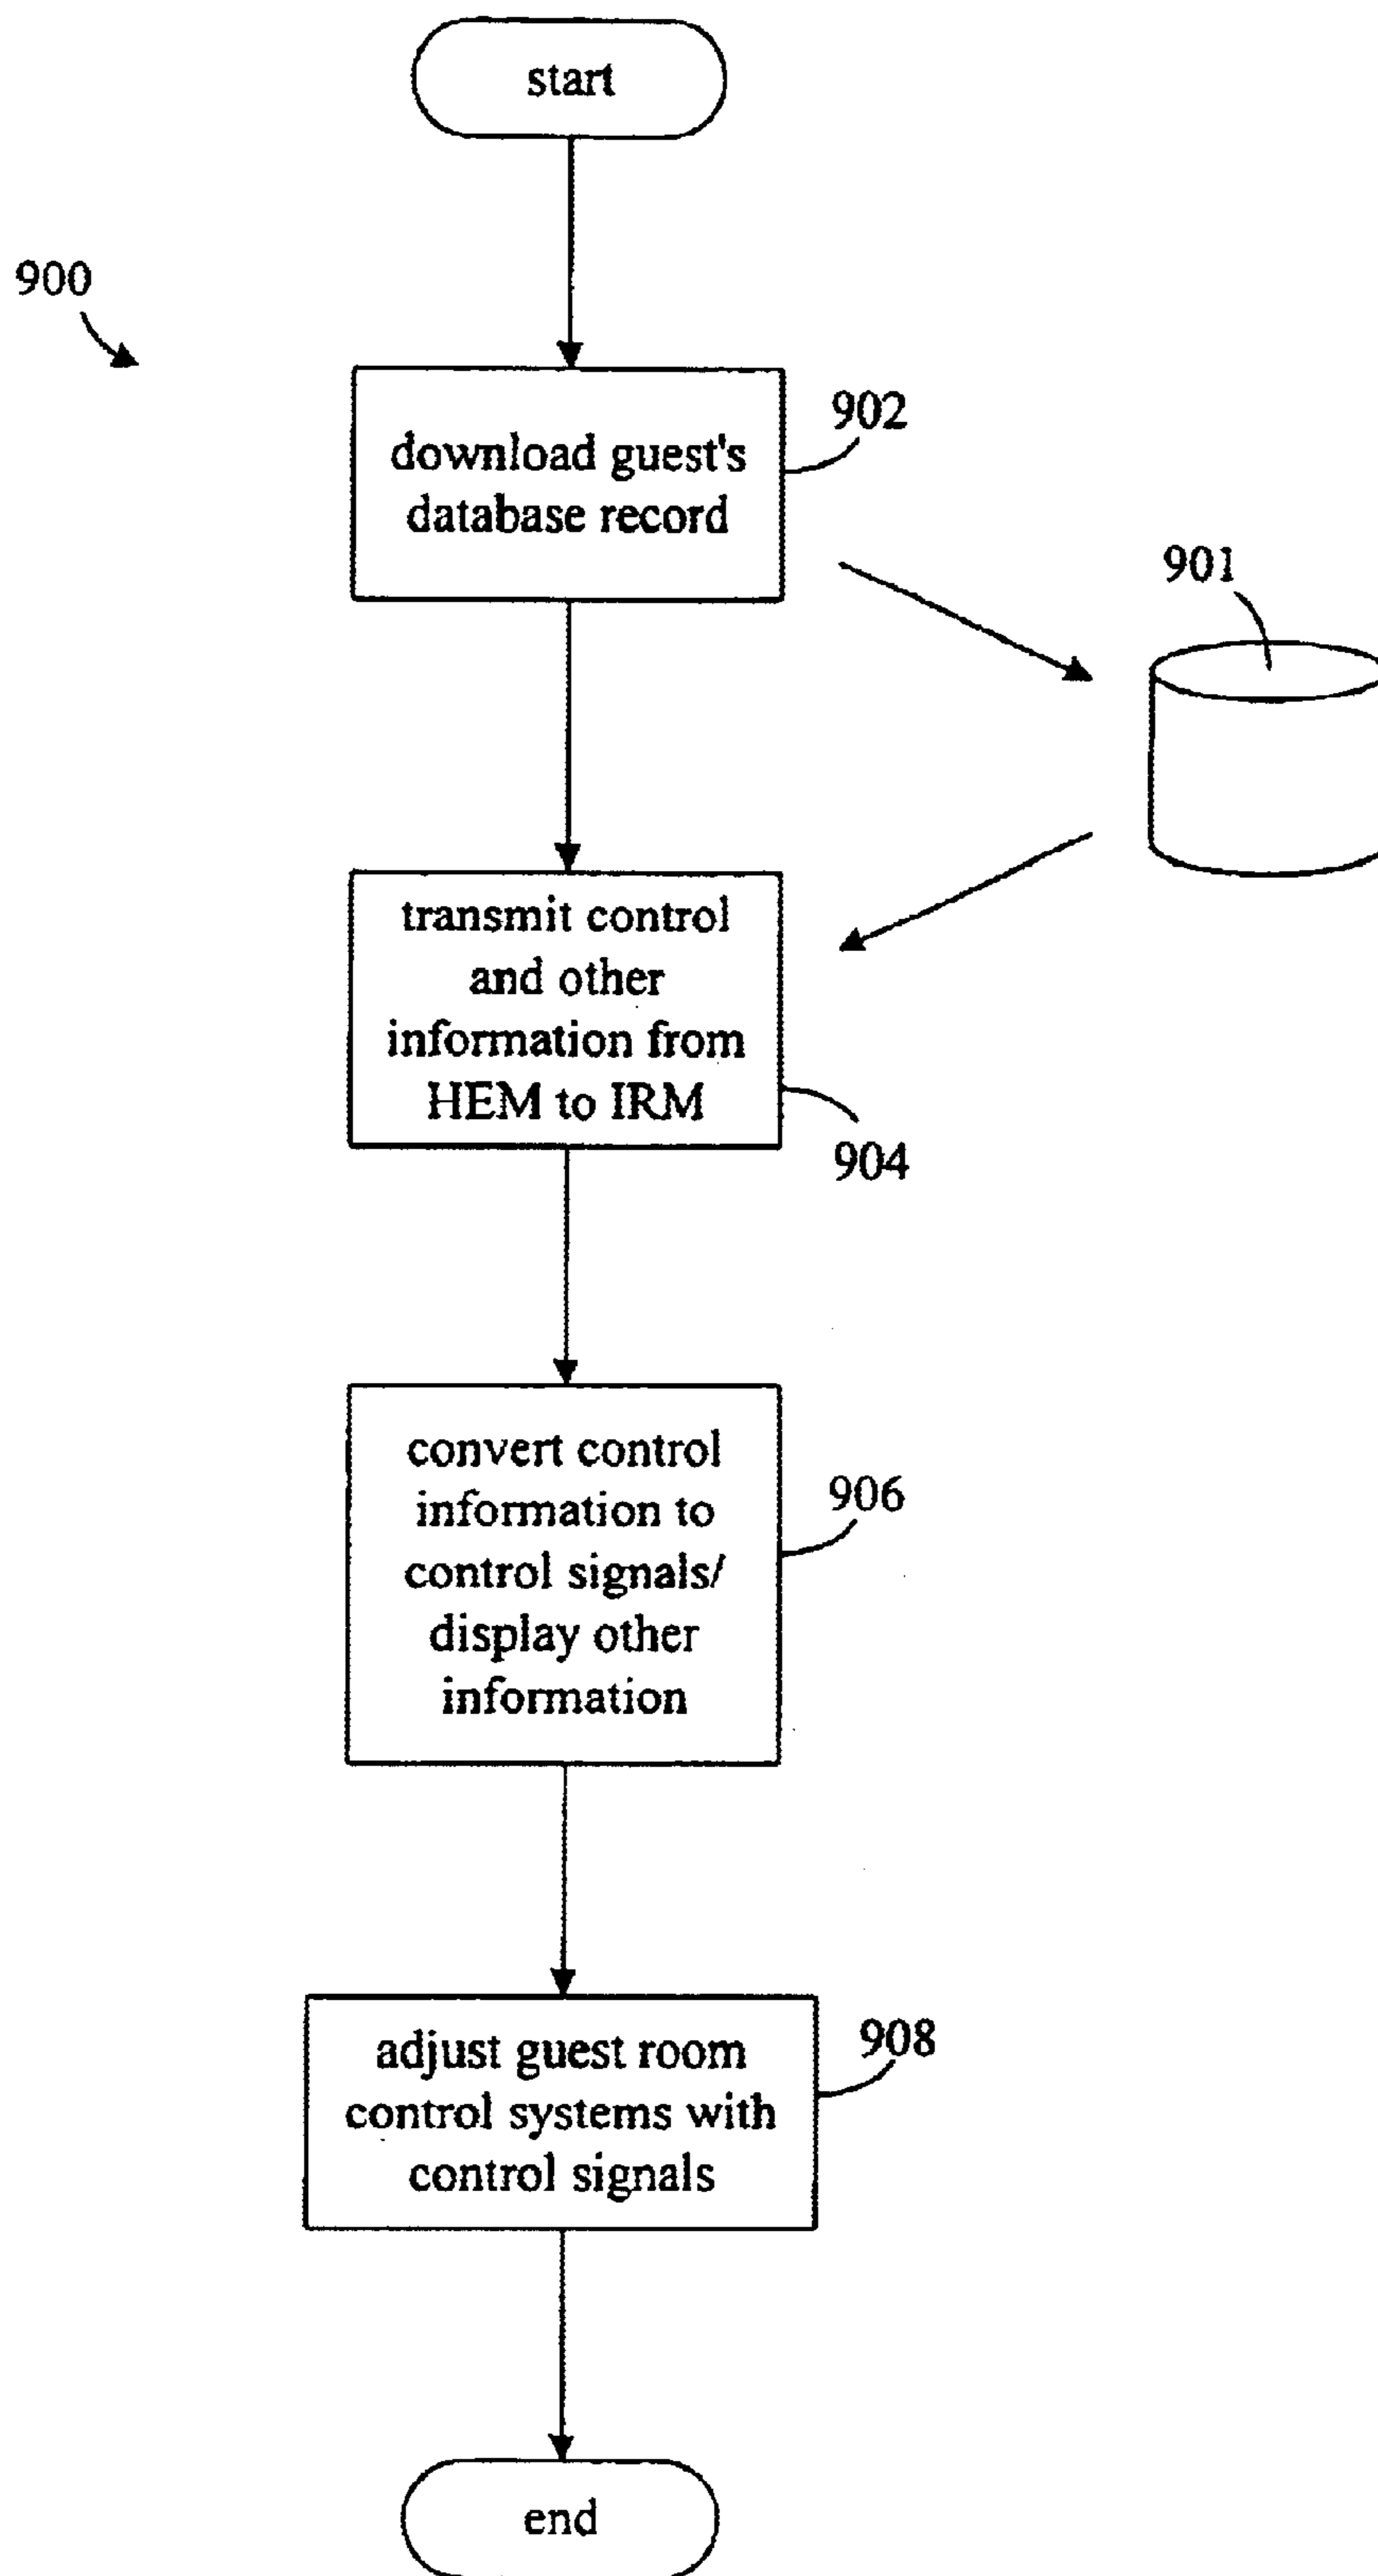 start
900
902
download guest's
database record
901
transmit control
and other
information from
HEM to IRM
904
convert control
information to
control signals/
display other
information
906
908
adjust guest room
control systems with
control signals
end